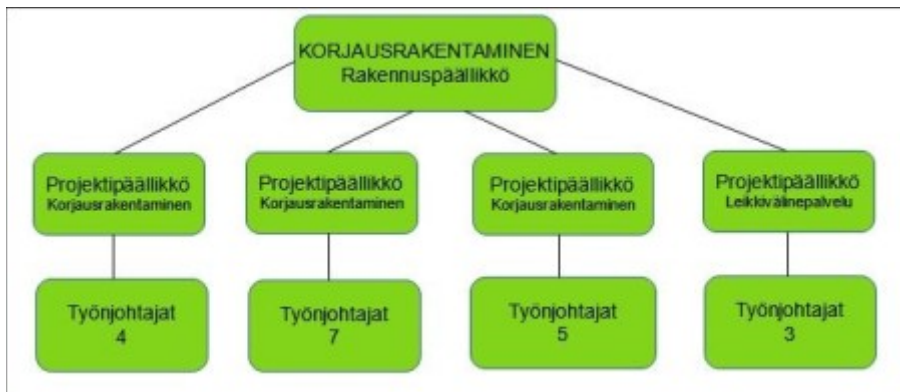 KORJAUSRAKENTAMINEN
Rakennuspäällikkö
Projektipäällikkö
Korjausrakentaminen
Projektipäällikkö
Korjausrakentaminen
Projektipäällikkö
Korjausrakentaminen
Projektipäällikkö
Leikkivälinepalvelu
Työnjohtajat
4
Työnjohtajat
7
Työnjohtajat
5
Työnjohtajat
3